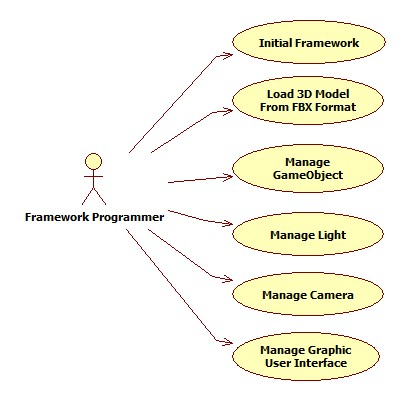 Initial Framework
Load 3D Model
From FBX Format
Manage
GameObject
Framework Programmer
Manage Light
Manage Camera
Manage Graphic
User Interface